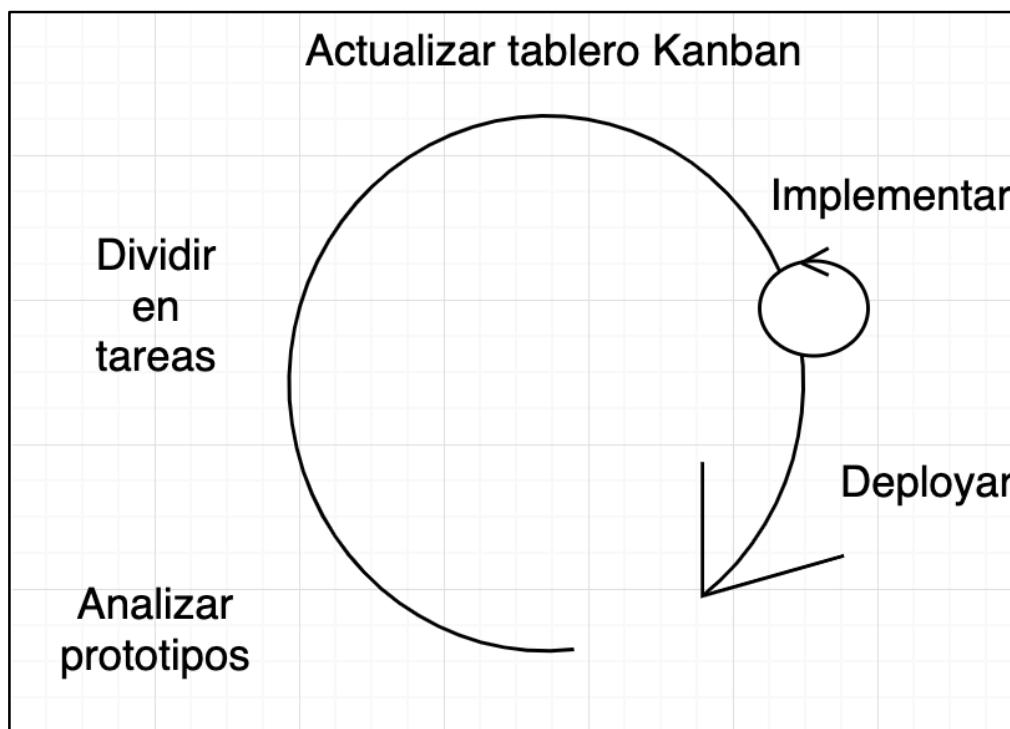 Actualizar tablero Kanban
Implementar
Dividir
en
tareas
Deployar
Analizar
prototipos